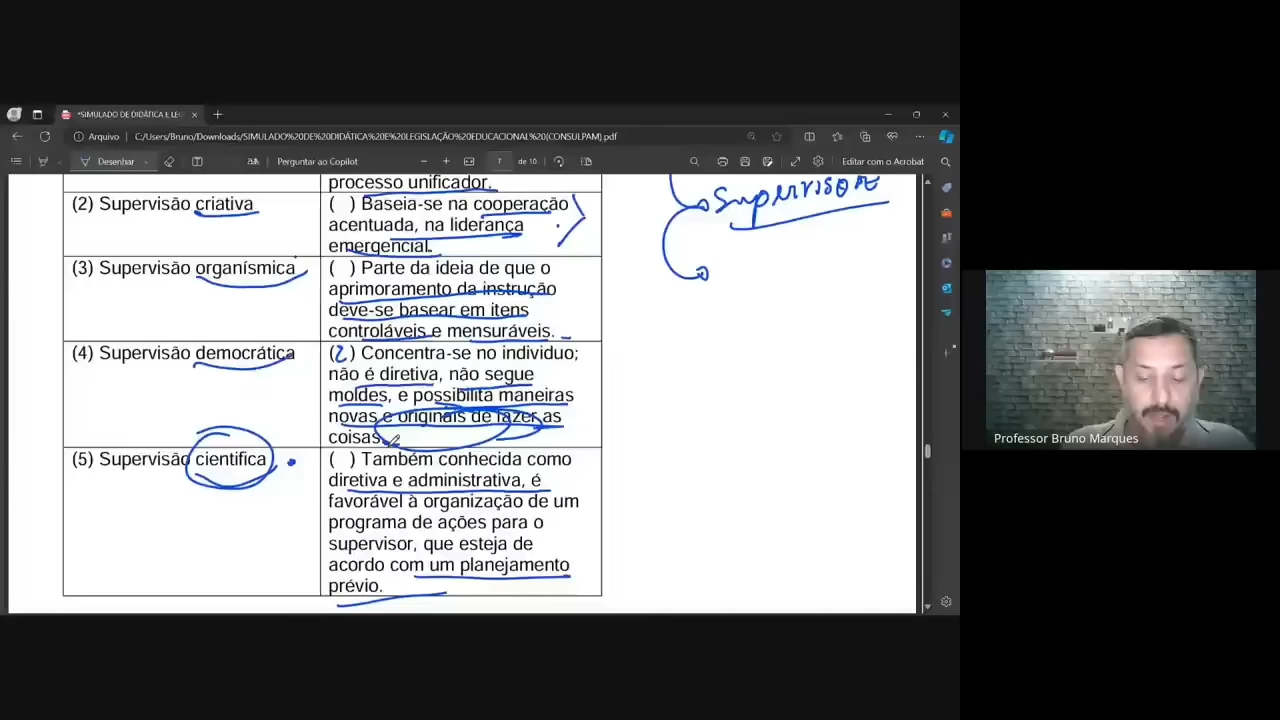 *SIMULADO DE DIDÁTICA E LEG
Arquivo C:/Users/Bruno/Downloads/SIMULADO%20DE%20DIDÁTICA%20E%20LEGISLAÇÃO%20EDUCACIONAL%20(CONSULPAM).pdf
Desenhar Perguntar ao Copilot 7 de 10 Editar com o Acrobat
processo unificador.
(2) Supervisão criativa
( ) Baseia-se na cooperação
acentuada, na liderança
emergencial.
(3) Supervisão organísmica
( ) Parte da ideia de que o
aprimoramento da instrução
deve-se basear em itens
controláveis e mensuráveis.
(4) Supervisão democrática
(2) Concentra-se no individuo;
não é diretiva, não segue
moldes, e possibilita maneiras
novas e originais de fazer as
coisas.
(5) Supervisão cientifica
( ) Também conhecida como
diretiva e administrativa, é
favorável à organização de um
programa de ações para o
supervisor, que esteja de
acordo com um planejamento
prévio.
Professor Bruno Marques